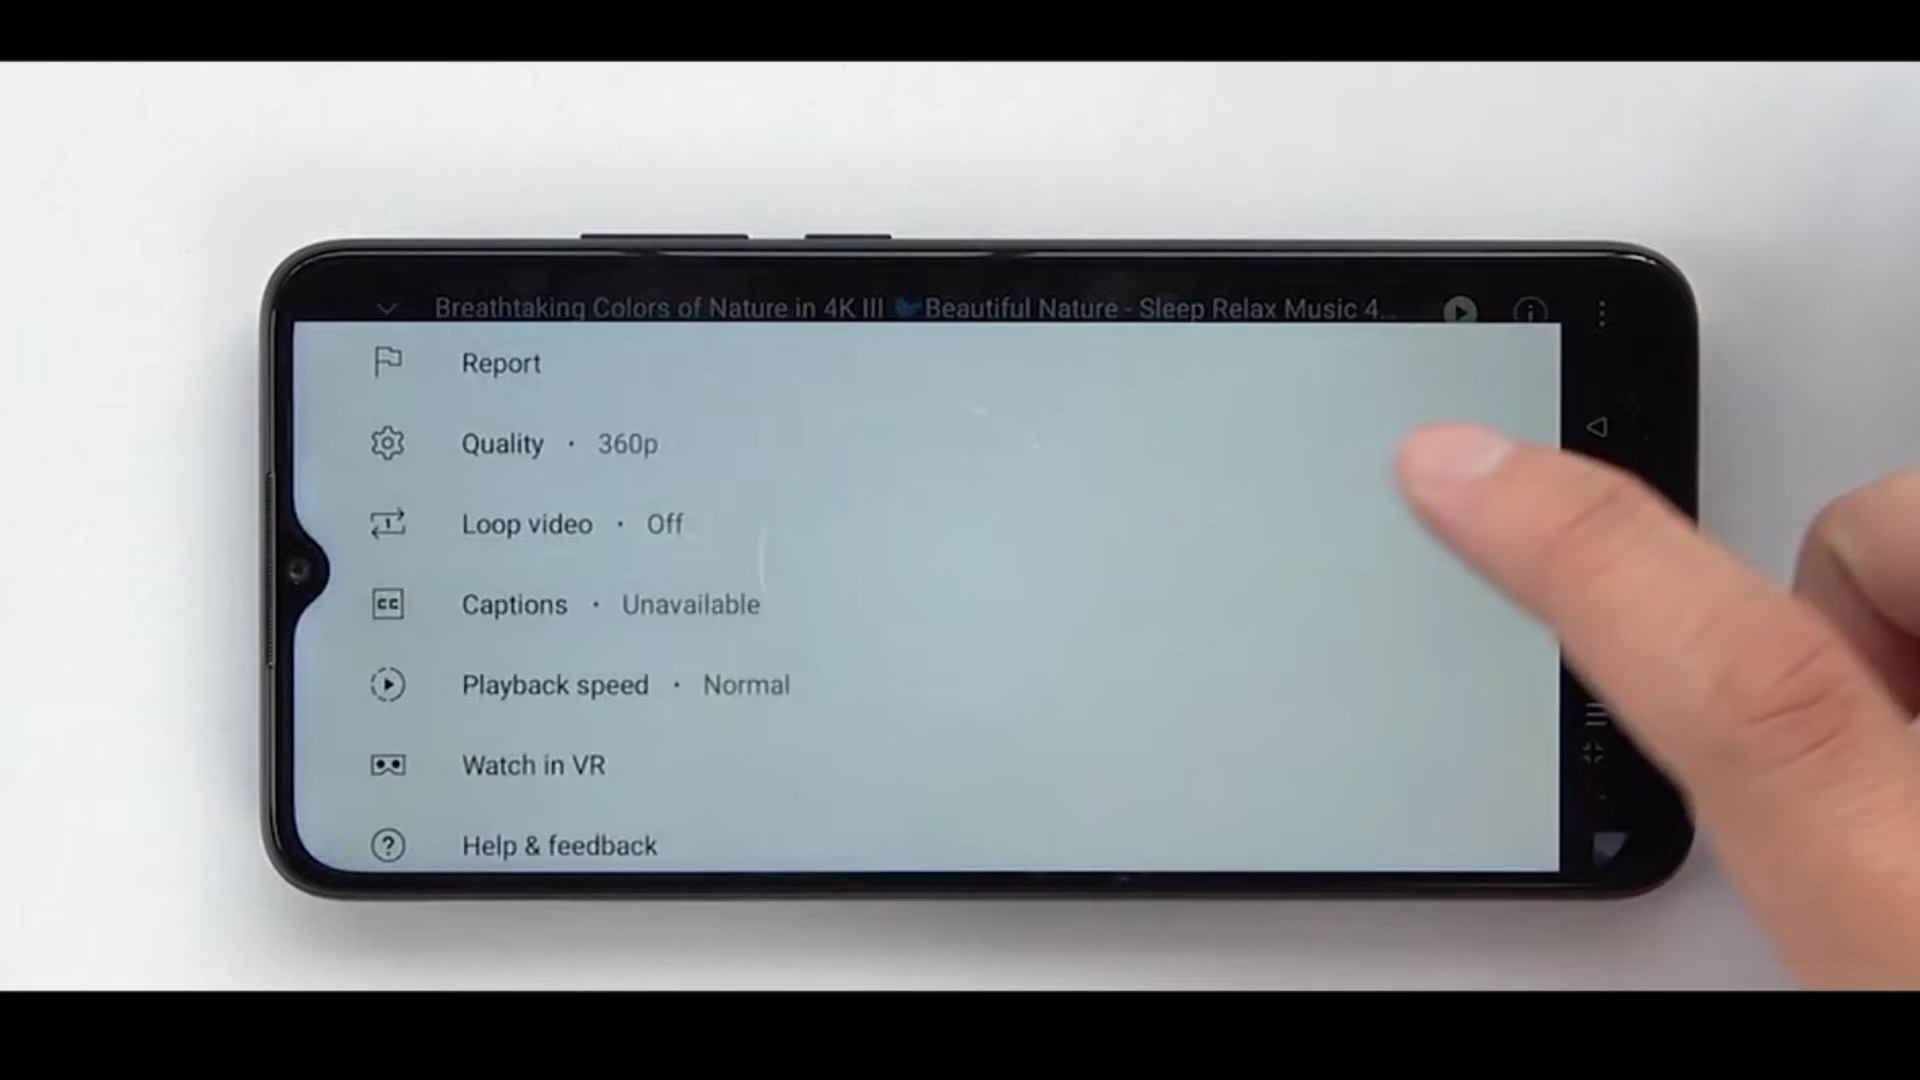 Breathtaking Colors of Nature in 4K III 🐦Beautiful Nature - Sleep Relax Music 4...
Report
Quality · 360p
Loop video · Off
Captions · Unavailable
Playback speed · Normal
Watch in VR
Help & feedback